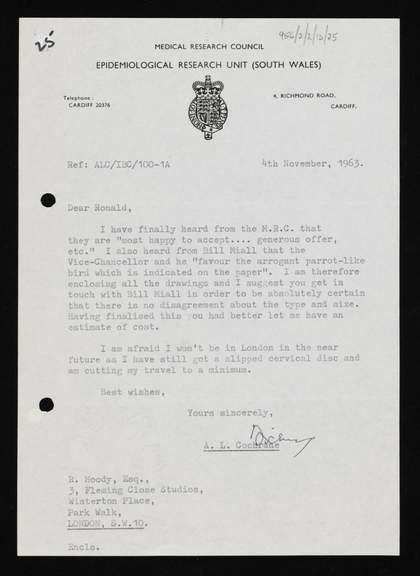 25
956/2/2/13/25
MEDICAL RESEARCH COUNCIL
EPIDEMIOLOGICAL RESEARCH UNIT (SOUTH WALES)
Telephone :
CARDIFF 20376
4, RICHMOND ROAD,
CARDIFF.
Ref: ALC/IBC/100-1A
4th November, 1963.
Dear Ronald,
I have finally heard from the M.R.C. that
they are "most happy to accept.... generous offer,
etc." I also heard from Bill Miall that the
Vice-Chancellor and he "favour the arrogant parrot-like
bird which is indicated on the paper". I am therefore
enclosing all the drawings and I suggest you get in
touch with Bill Miall in order to be absolutely certain
that there is no disagreement about the type and size.
Having finalised this you had better let me have an
estimate of cost.
I am afraid I won't be in London in the near
future as I have still got a slipped cervical disc and
am cutting my travel to a minimum.
Best wishes,
Yours sincerely,
A. L. Cochrane
R. Moody, Esq.,
3, Fleming Close Studios,
Winterton Place,
Park Walk,
LONDON, S.W.10.
Encls.